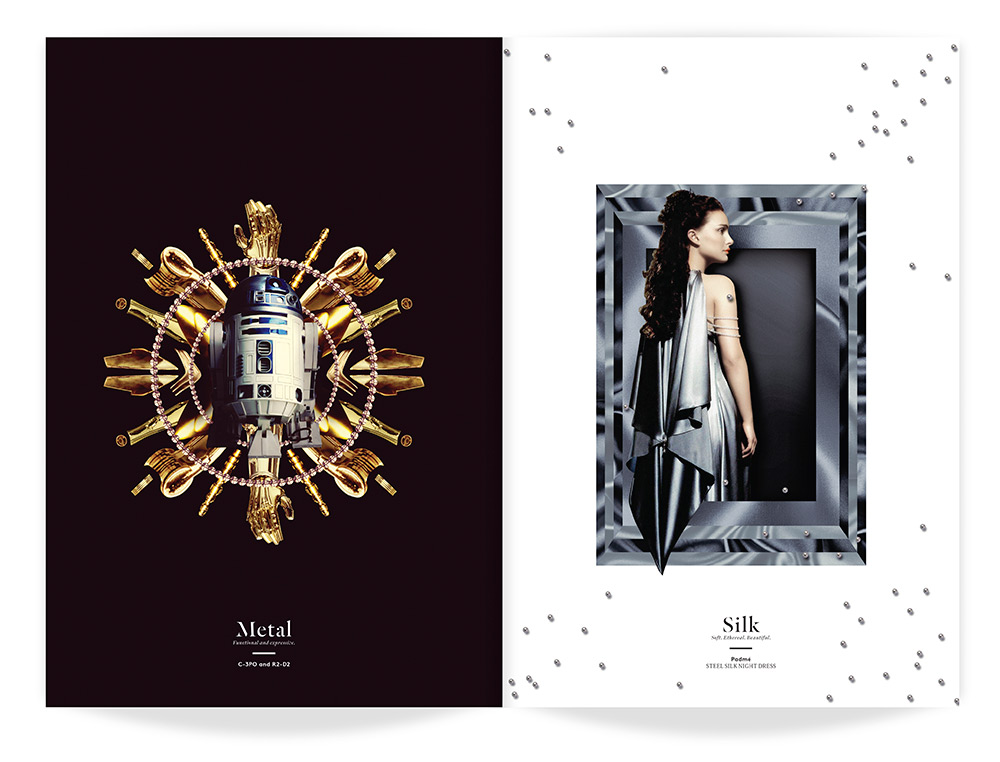 Metal
Functional and expressive.
C-3PO and R2-D2
Silk
Soft. Ethereal. Beautiful.
Padmé
STEEL SILK NIGHT DRESS